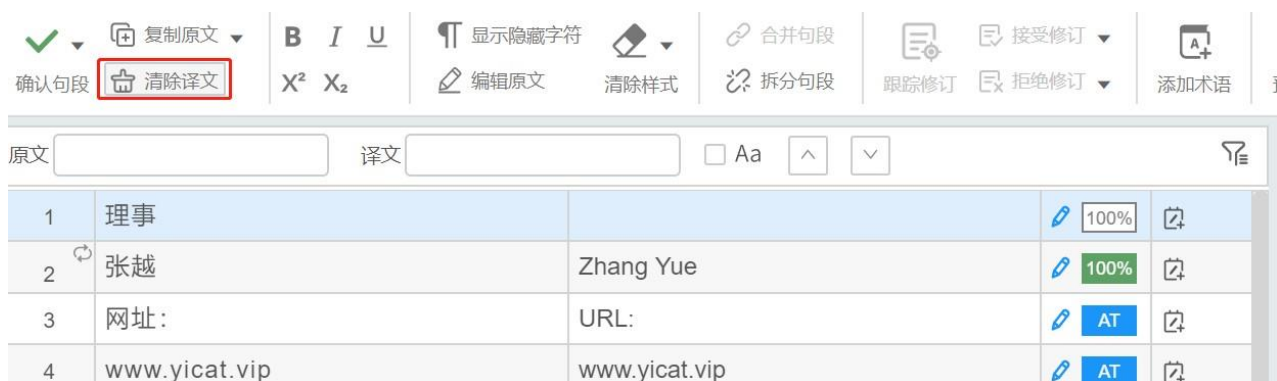 复制原文 B I U 显示隐藏字符 合并句段 接受修订
确认句段 清除译文 X² X₂ 编辑原文 清除样式 拆分句段 跟踪修订 拒绝修订 添加术语
原文 译文 Aa
1 理事 100%
2 张越 Zhang Yue 100%
3 网址： URL: AT
4 www.yicat.vip www.yicat.vip AT